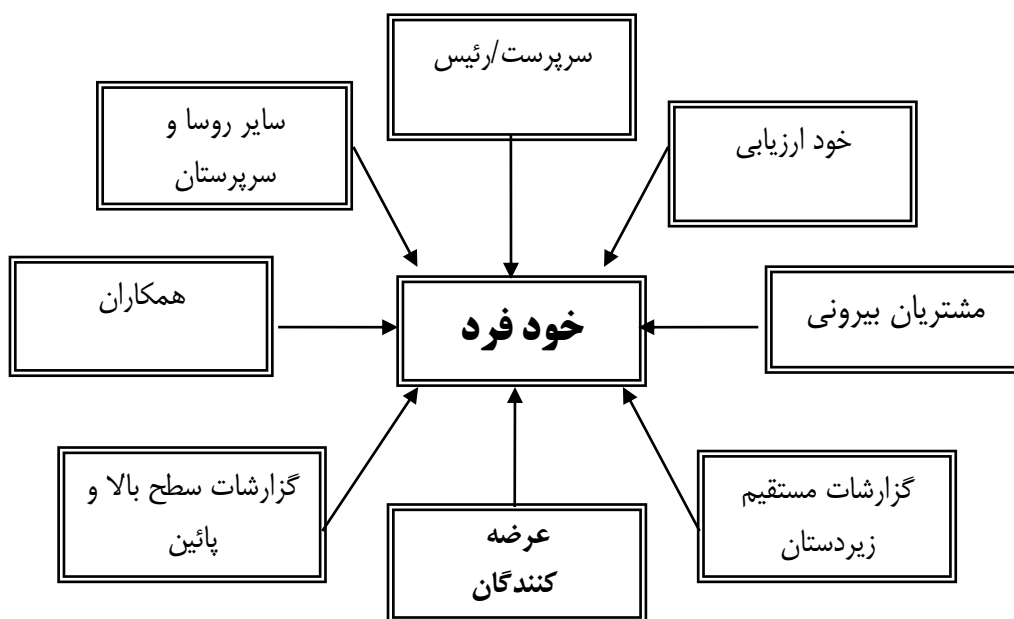 سرپرست/رئیس
سایر روسا و
سرپرستان
خود ارزیابی
همکاران
خود فرد
مشتریان بیرونی
گزارشات سطح بالا و
پائین
عرضه
کنندگان
گزارشات مستقیم
زیردستان